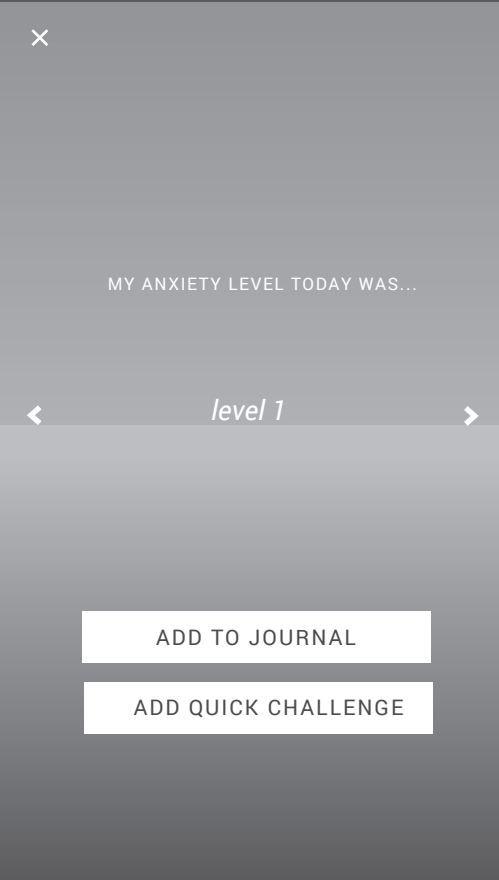 MY ANXIETY LEVEL TODAY WAS...
level 1
ADD TO JOURNAL
ADD QUICK CHALLENGE